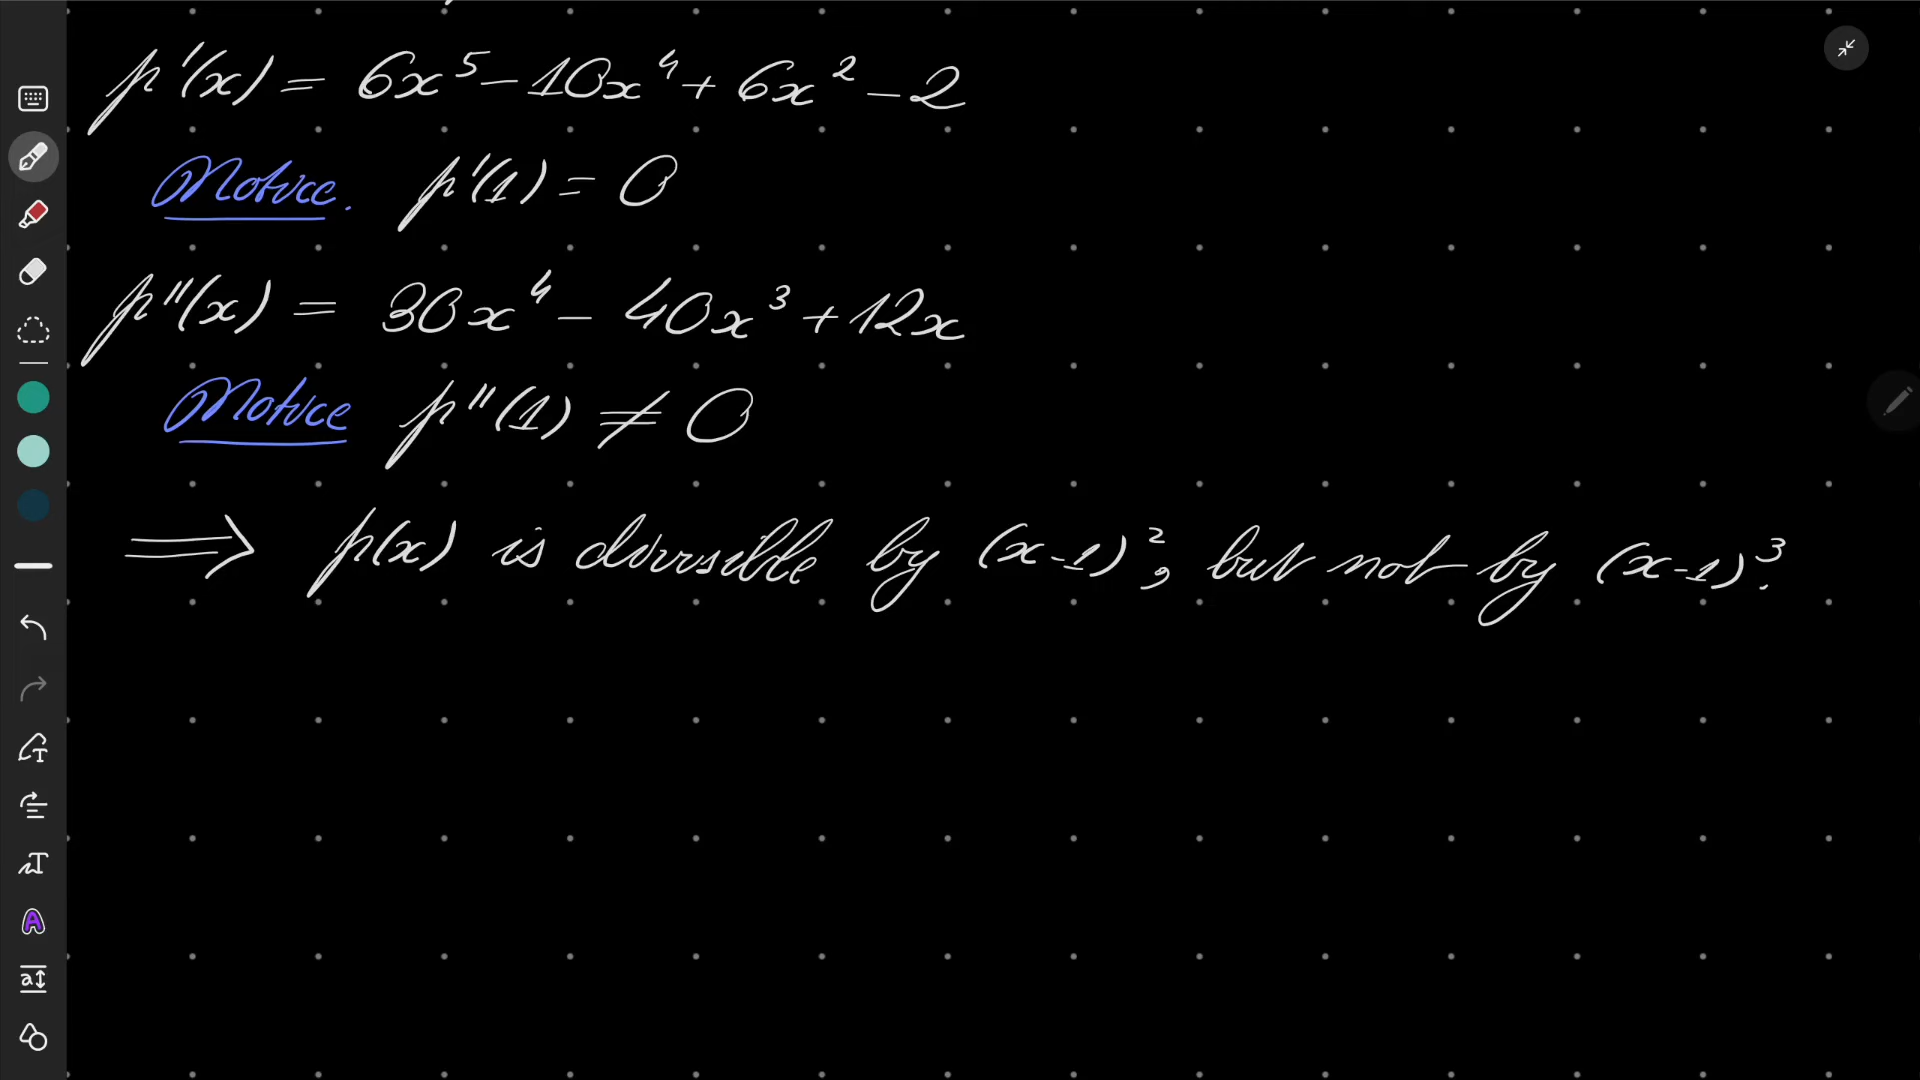 p'(x) = 6x⁵ - 10x⁴ + 6x² - 2
Notice. p'(1) = 0
p''(x) = 30x⁴ - 40x³ + 12x
Notice p''(1) ≠ 0
⟹ p(x) is divisible by (x-1)², but not by (x-1)³.